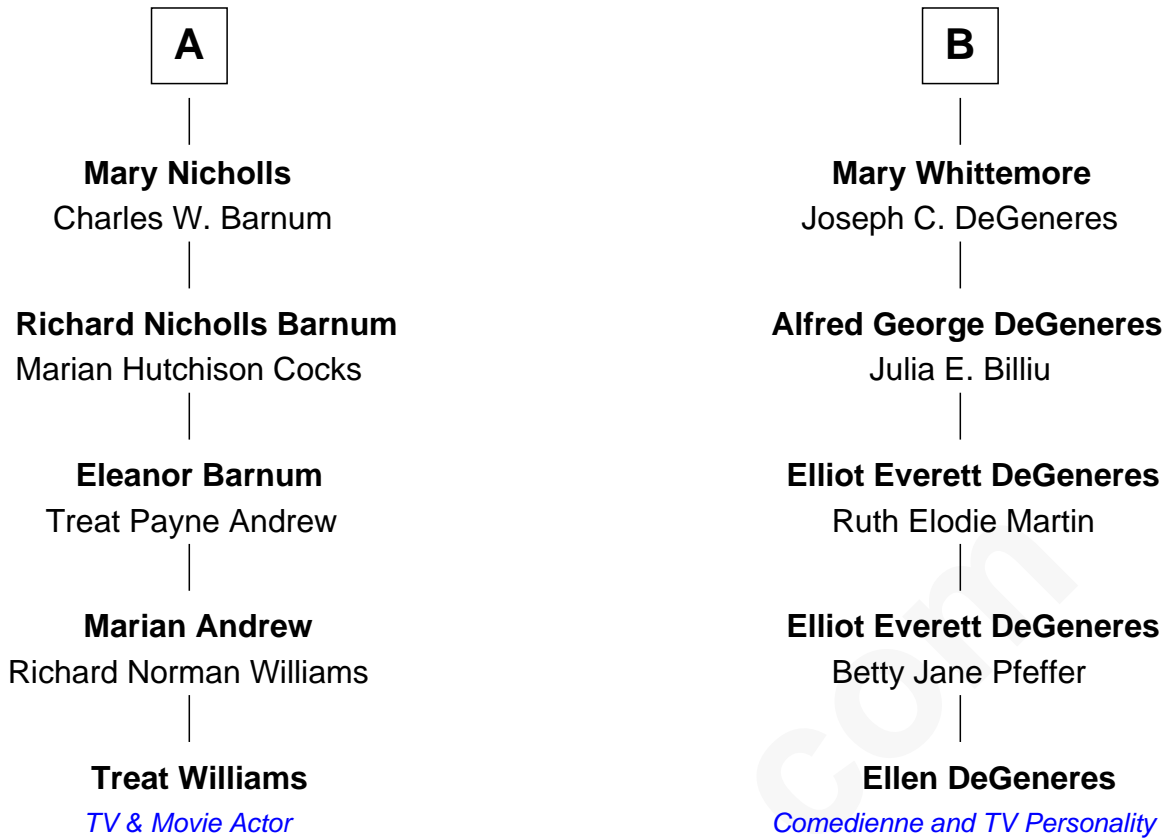 A
Mary Nicholls
Charles W. Barnum
Richard Nicholls Barnum
Marian Hutchison Cocks
Eleanor Barnum
Treat Payne Andrew
Marian Andrew
Richard Norman Williams
Treat Williams
TV & Movie Actor
B
Mary Whittemore
Joseph C. DeGeneres
Alfred George DeGeneres
Julia E. Billiu
Elliot Everett DeGeneres
Ruth Elodie Martin
Elliot Everett DeGeneres
Betty Jane Pfeffer
Ellen DeGeneres
Comedienne and TV Personality
com